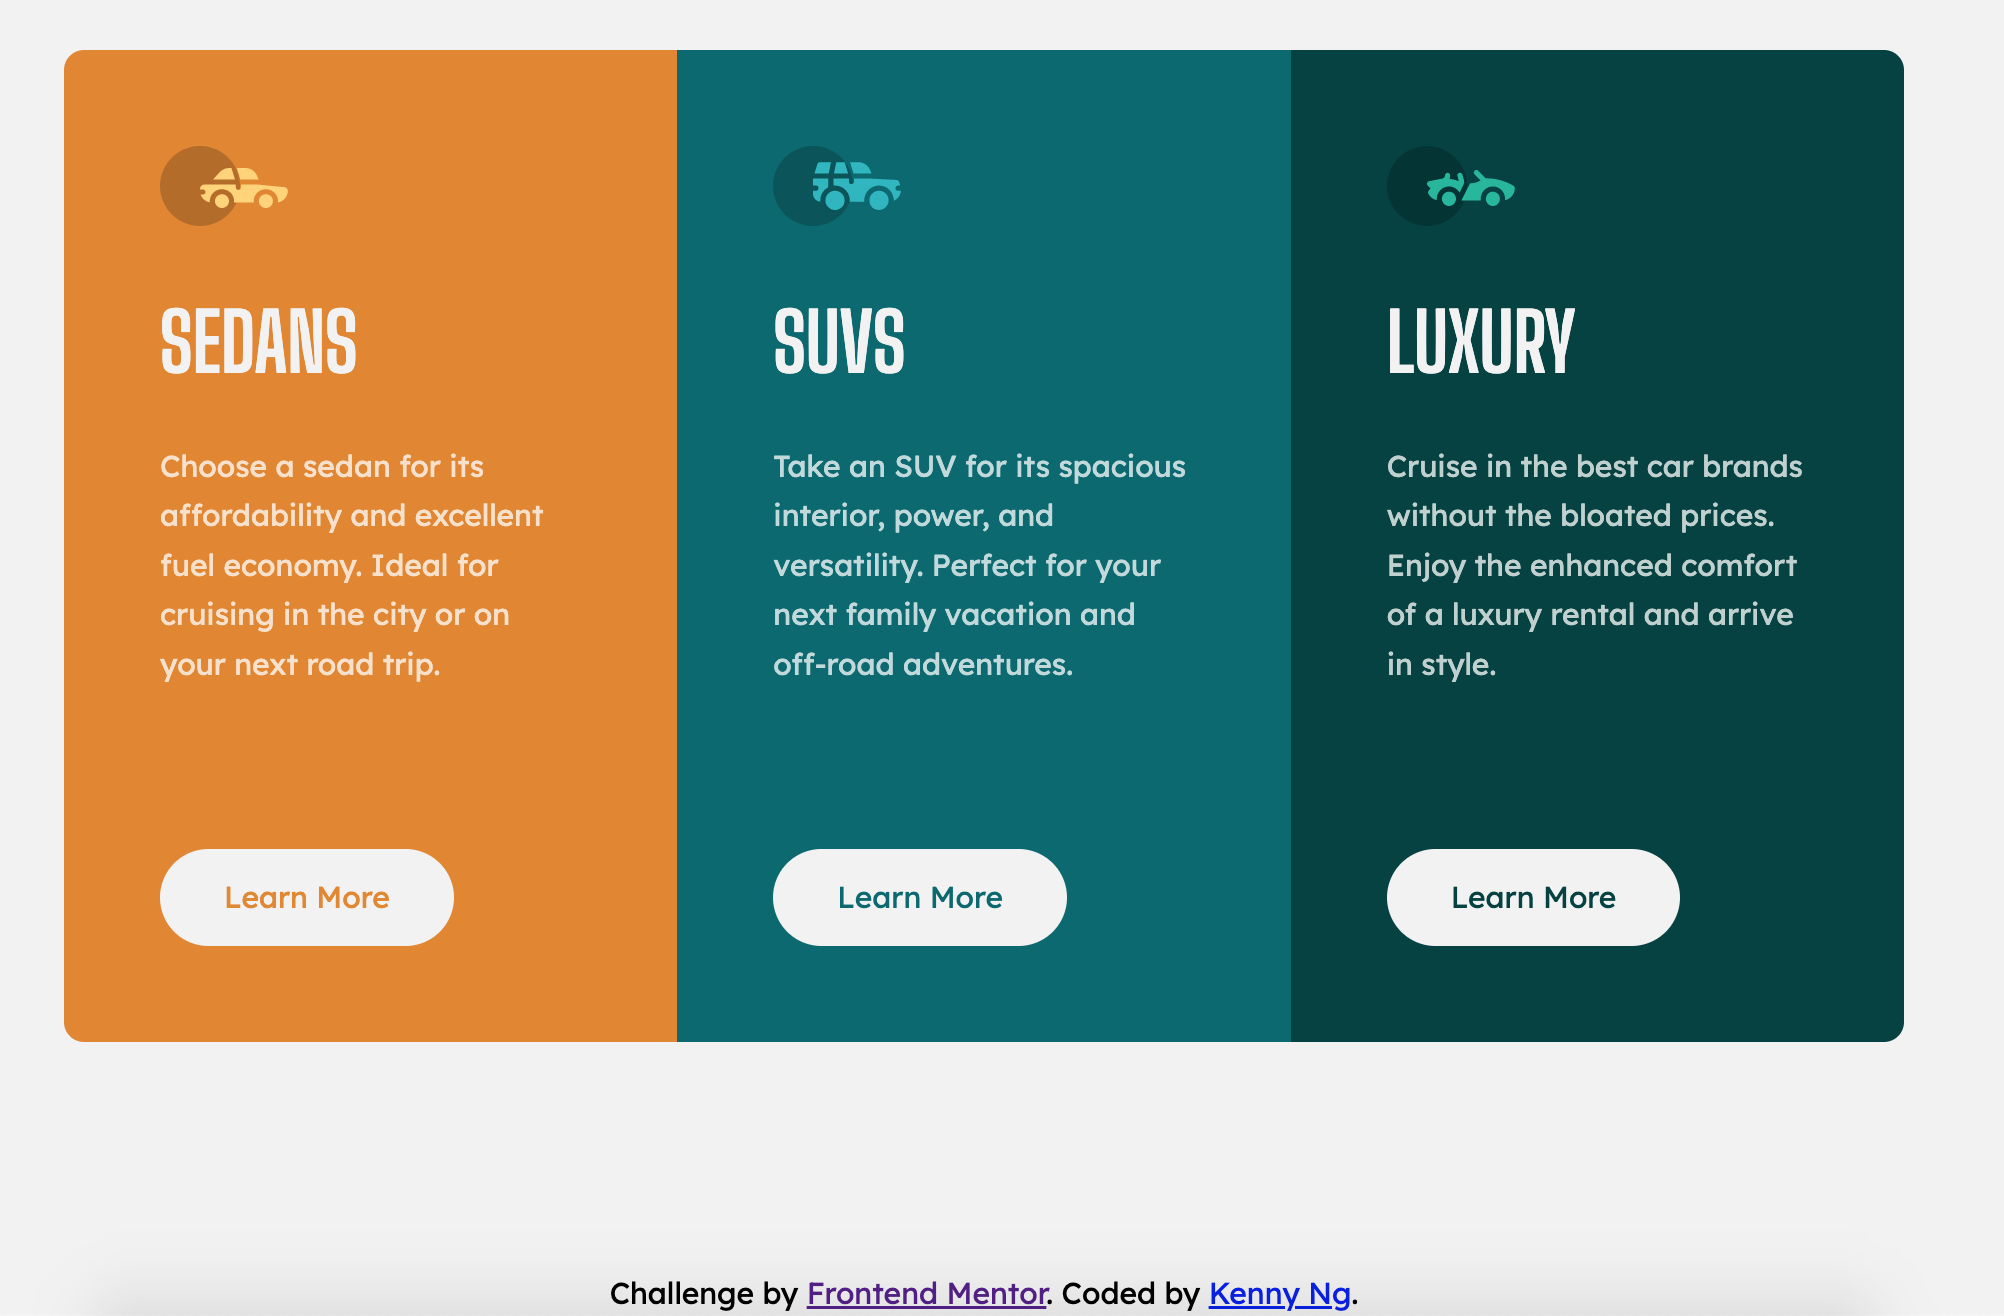 SEDANS
Choose a sedan for its
affordability and excellent
fuel economy. Ideal for
cruising in the city or on
your next road trip.
Learn More
SUVS
Take an SUV for its spacious
interior, power, and
versatility. Perfect for your
next family vacation and
off-road adventures.
Learn More
LUXURY
Cruise in the best car brands
without the bloated prices.
Enjoy the enhanced comfort
of a luxury rental and arrive
in style.
Learn More
Challenge by Frontend Mentor. Coded by Kenny Ng.